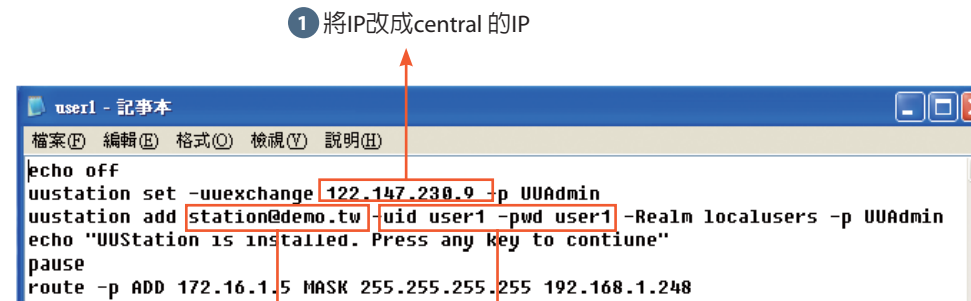 1 將IP改成central 的IP
user1 - 記事本
檔案(F) 編輯(E) 格式(O) 檢視(V) 說明(H)
echo off
uustation set -uuexchange 122.147.230.9 -p UUAdmin
uustation add station@demo.tw -uid user1 -pwd user1 -Realm localusers -p UUAdmin
echo "UUStation is installed. Press any key to contiune"
pause
route -p ADD 172.16.1.5 MASK 255.255.255.255 192.168.1.248